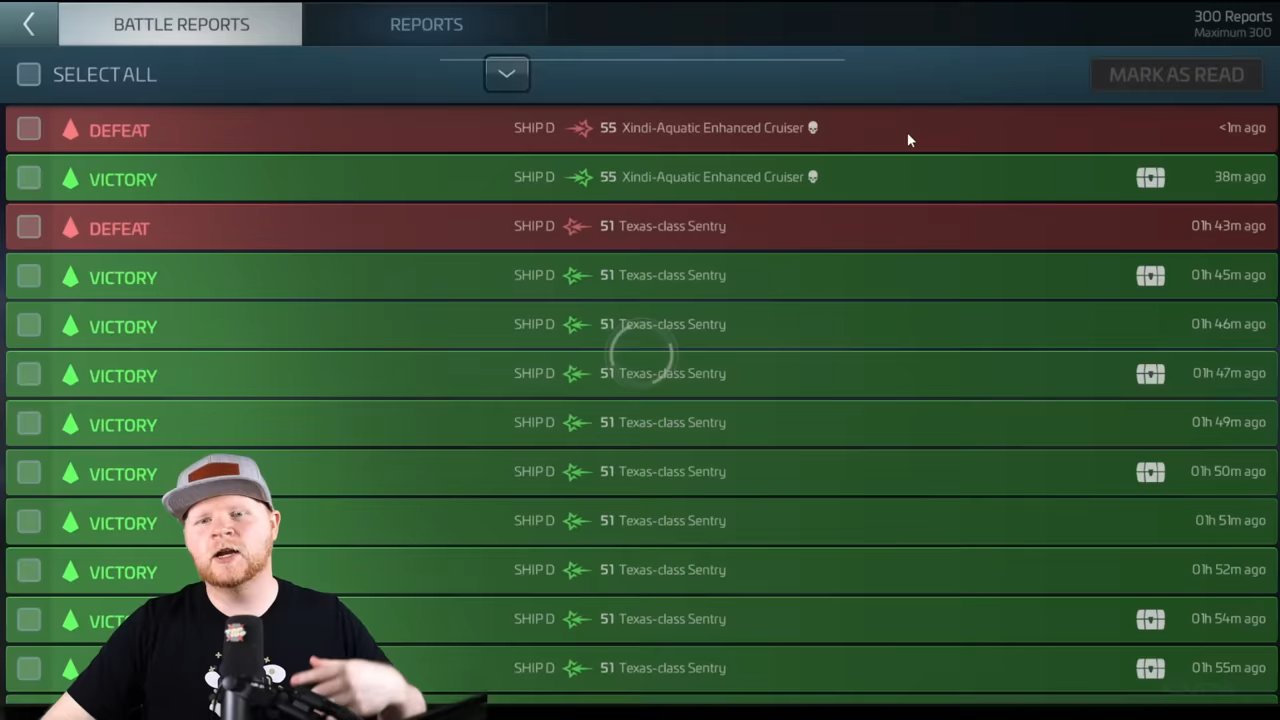 BATTLE REPORTS
REPORTS
300 Reports
Maximum 300
SELECT ALL
MARK AS READ
DEFEAT SHIP D 55 Xindi-Aquatic Enhanced Cruiser <1m ago
VICTORY SHIP D 55 Xindi-Aquatic Enhanced Cruiser 38m ago
DEFEAT SHIP D 51 Texas-class Sentry 01h 43m ago
VICTORY SHIP D 51 Texas-class Sentry 01h 45m ago
VICTORY SHIP D 51 Texas-class Sentry 01h 46m ago
VICTORY SHIP D 51 Texas-class Sentry 01h 47m ago
VICTORY SHIP D 51 Texas-class Sentry 01h 49m ago
VICTORY SHIP D 51 Texas-class Sentry 01h 50m ago
VICTORY SHIP D 51 Texas-class Sentry 01h 51m ago
VICTORY SHIP D 51 Texas-class Sentry 01h 52m ago
VICT SHIP D 51 Texas-class Sentry 01h 54m ago
SHIP D 51 Texas-class Sentry 01h 55m ago